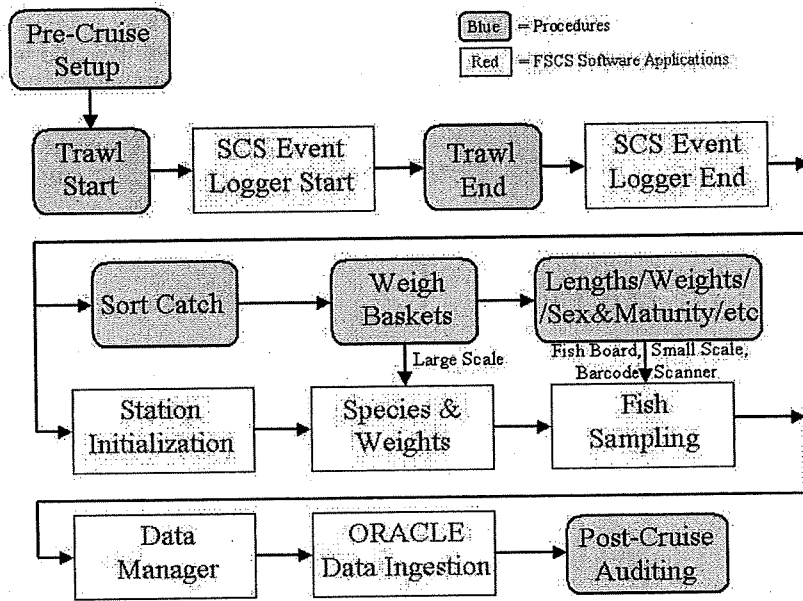 Pre-Cruise
Setup
Blue = Procedures
Red = FSCS Software Applications
Trawl
Start
SCS Event
Logger Start
Trawl
End
SCS Event
Logger End
Sort Catch
Weigh
Baskets
Lengths/Weights/
/Sex&Maturity/etc
Large Scale
Fish Board, Small Scale,
Barcode Scanner
Station
Initialization
Species &
Weights
Fish
Sampling
Data
Manager
ORACLE
Data Ingestion
Post-Cruise
Auditing